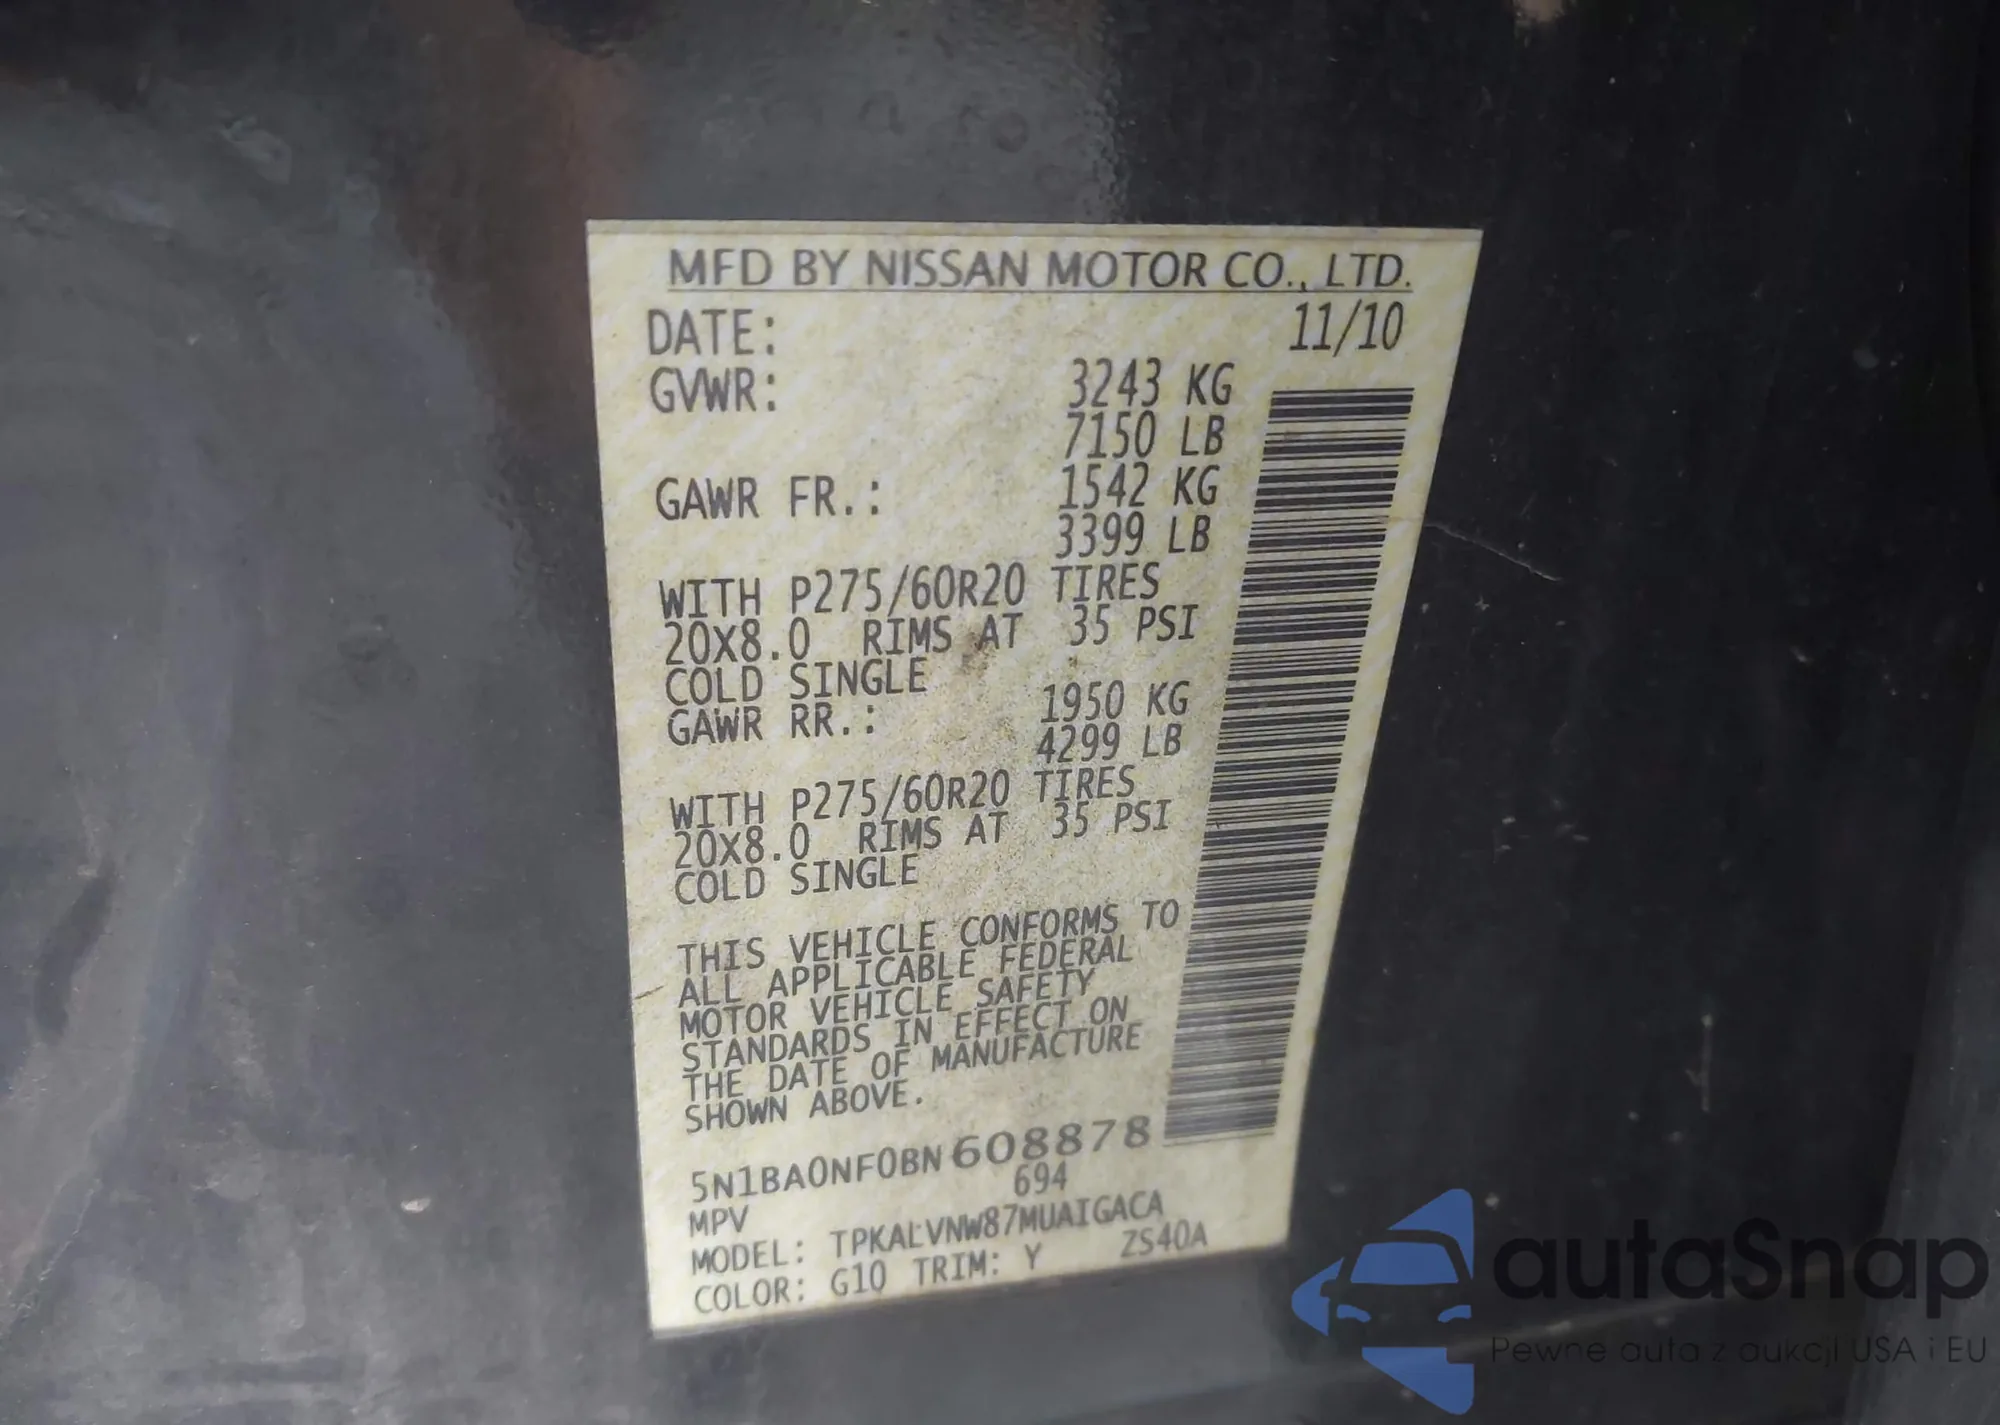 MFD BY NISSAN MOTOR CO., LTD.
DATE: 11/10
GVWR: 3243 KG
7150 LB
GAWR FR.: 1542 KG
3399 LB
WITH P275/60R20 TIRES
20X8.0 RIMS AT 35 PSI
COLD SINGLE
GAWR RR.: 1950 KG
4299 LB
WITH P275/60R20 TIRES
20X8.0 RIMS AT 35 PSI
COLD SINGLE
THIS VEHICLE CONFORMS TO
ALL APPLICABLE FEDERAL
MOTOR VEHICLE SAFETY
STANDARDS IN EFFECT ON
THE DATE OF MANUFACTURE
SHOWN ABOVE.
5N1BA0NF0BN608878
694
MPV
MODEL: TPKALVNW87MUAIGACA
COLOR: G10 TRIM: Y ZS40A
autaSnap
Pewne auta z aukcji USA i EU